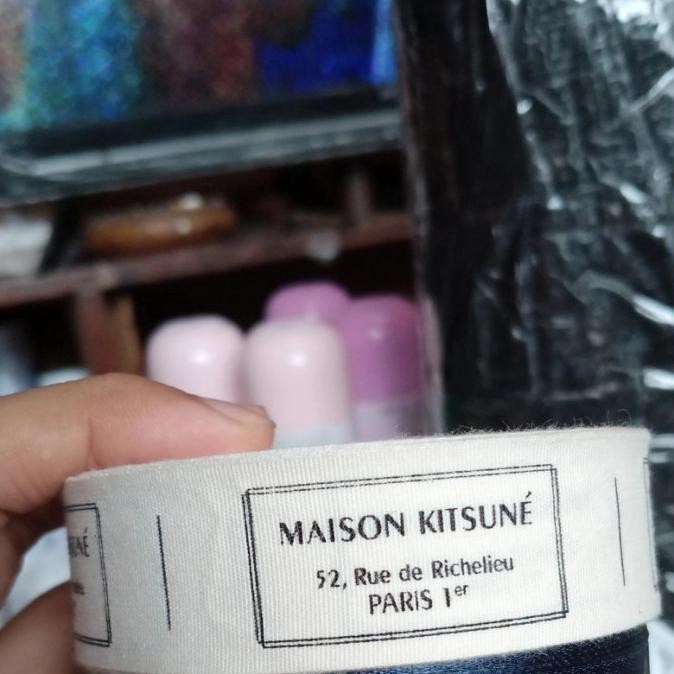 MAISON KITSUNÉ
52, Rue de Richelieu
PARIS 1er